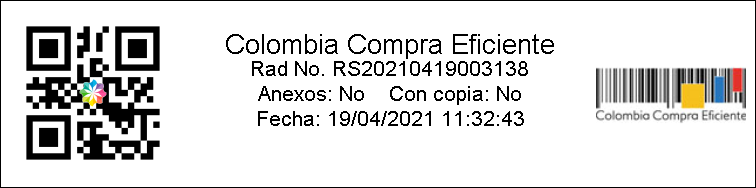 Colombia Compra Eficiente
Rad No. RS20210419003138
Anexos: No    Con copia: No
Fecha: 19/04/2021 11:32:43
Colombia Compra Eficiente